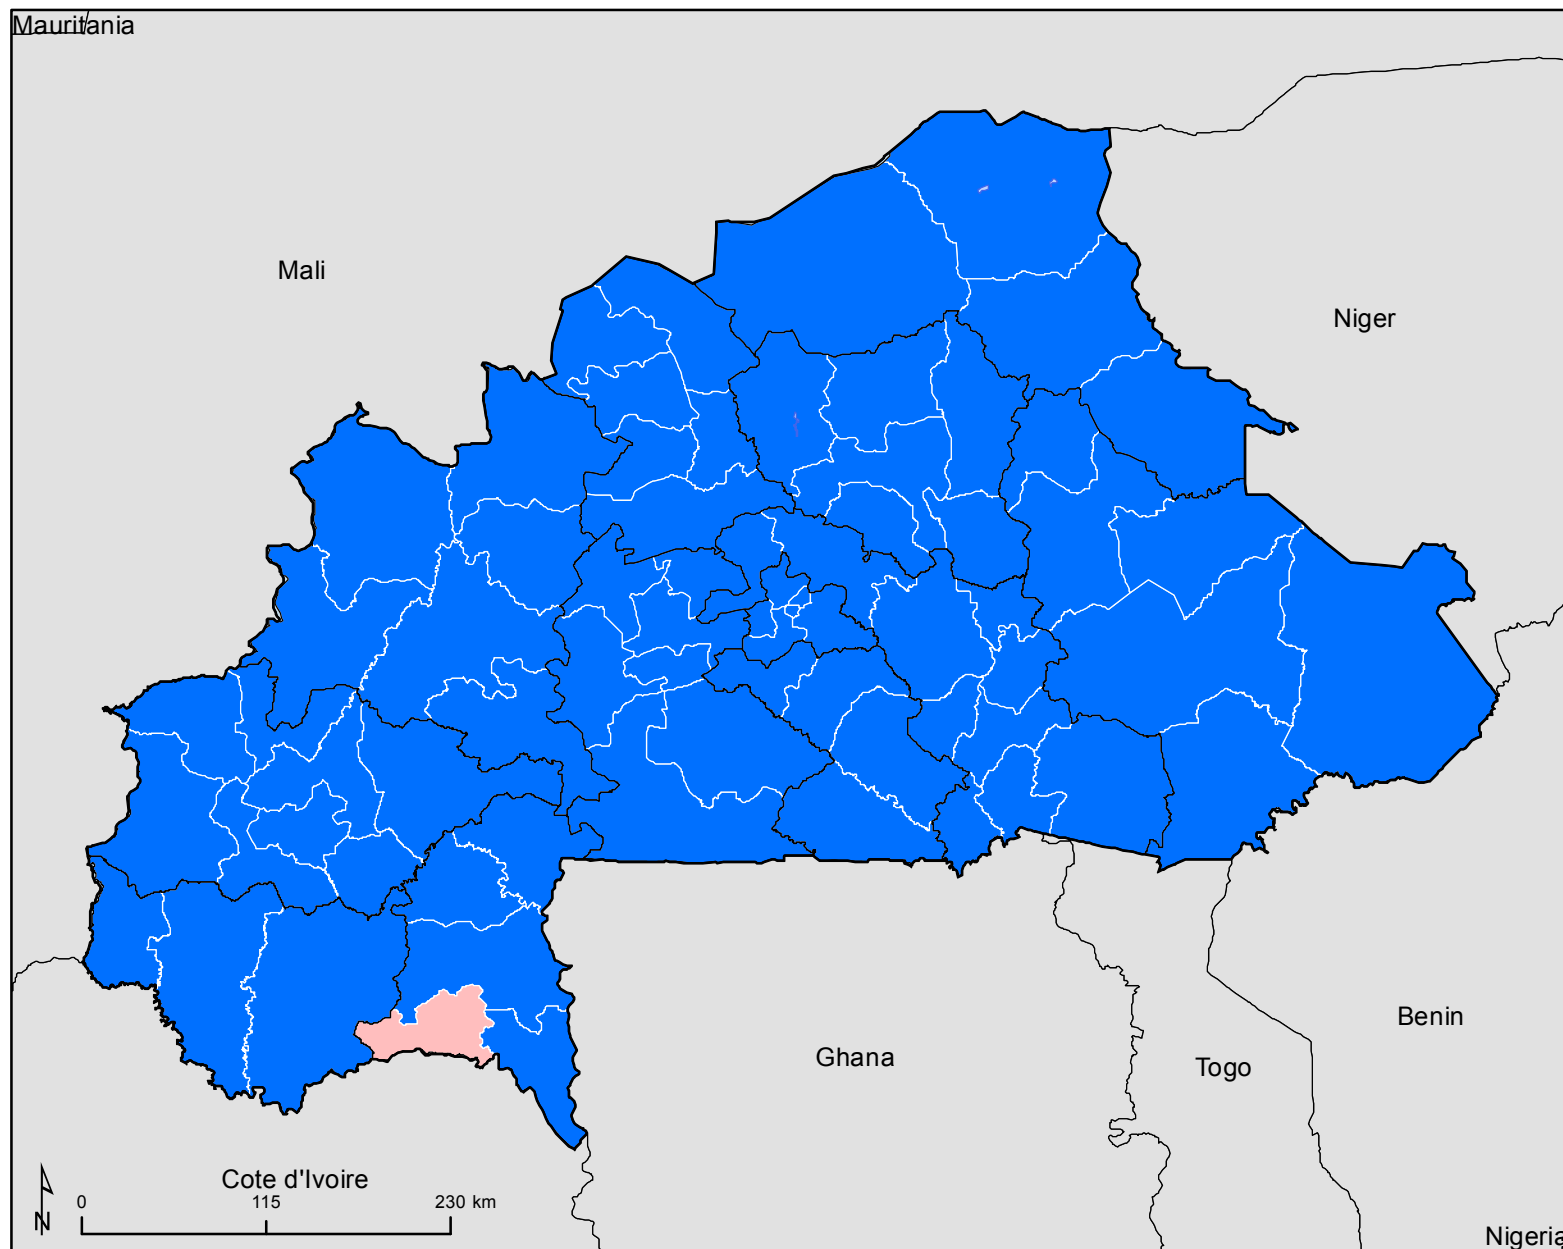 Mauritania
Mali
Niger
Benin
Ghana
Togo
Cote d'Ivoire
0 115 230 km
N
Nigeria